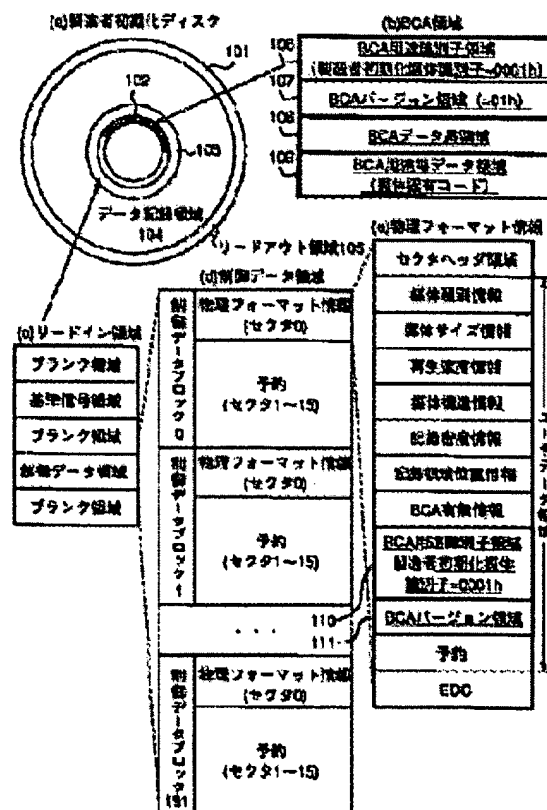 (a)製造者初期化ディスク
101
102
103
データ記録領域
104
リードアウト領域105
(b)BCA領域
106
BCA用途識別子領域
(製造者初期化媒体識別子=0001h)
107
BCAバージョン領域 (=01h)
108
BCAデータ長領域
109
BCA用途毎データ領域
(媒体固有コード)
(c)リードイン領域
ブランク領域
基準信号領域
ブランク領域
制御データ領域
ブランク領域
(d)制御データ領域
制御データブロック0
物理フォーマット情報
(セクタ0)
予約
(セクタ1〜15)
制御データブロック1
物理フォーマット情報
(セクタ0)
予約
(セクタ1〜15)
・・・
制御データブロック191
物理フォーマット情報
(セクタ0)
予約
(セクタ1〜15)
(e)物理フォーマット情報
セクタヘッダ領域
媒体種別情報
媒体サイズ情報
再生速度情報
媒体構造情報
記録密度情報
記録領域位置情報
BCA有無情報
110
BCA用途識別子領域
製造者初期化媒体
識別子=0001h
111
BCAバージョン領域
予約
EDC